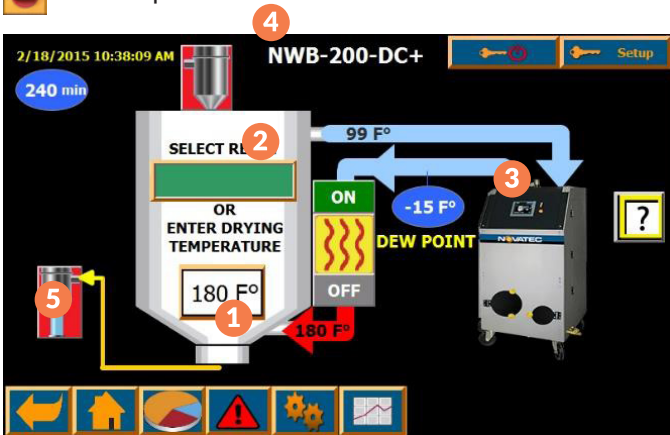 4
2/18/2015 10:38:09 AM
NWB-200-DC+
Setup
240 min
99 F°
2
OR
ENTER DRYING
TEMPERATURE
SELECT
3
ON
-15 F°
?
DEW POINT
NOVATEC
180 F°
OFF
5
1
180 F°